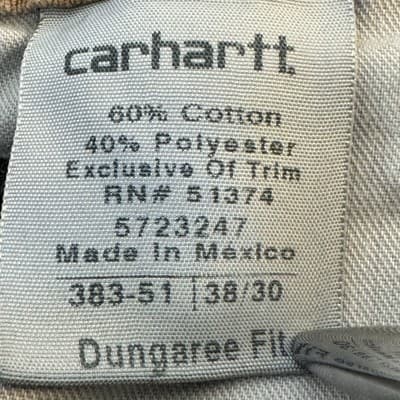 carhartt.
60% Cotton
40% Polyester
Exclusive Of Trim
RN# 51374
5723247
Made In México
383-51 | 38/30
Dungaree Fit